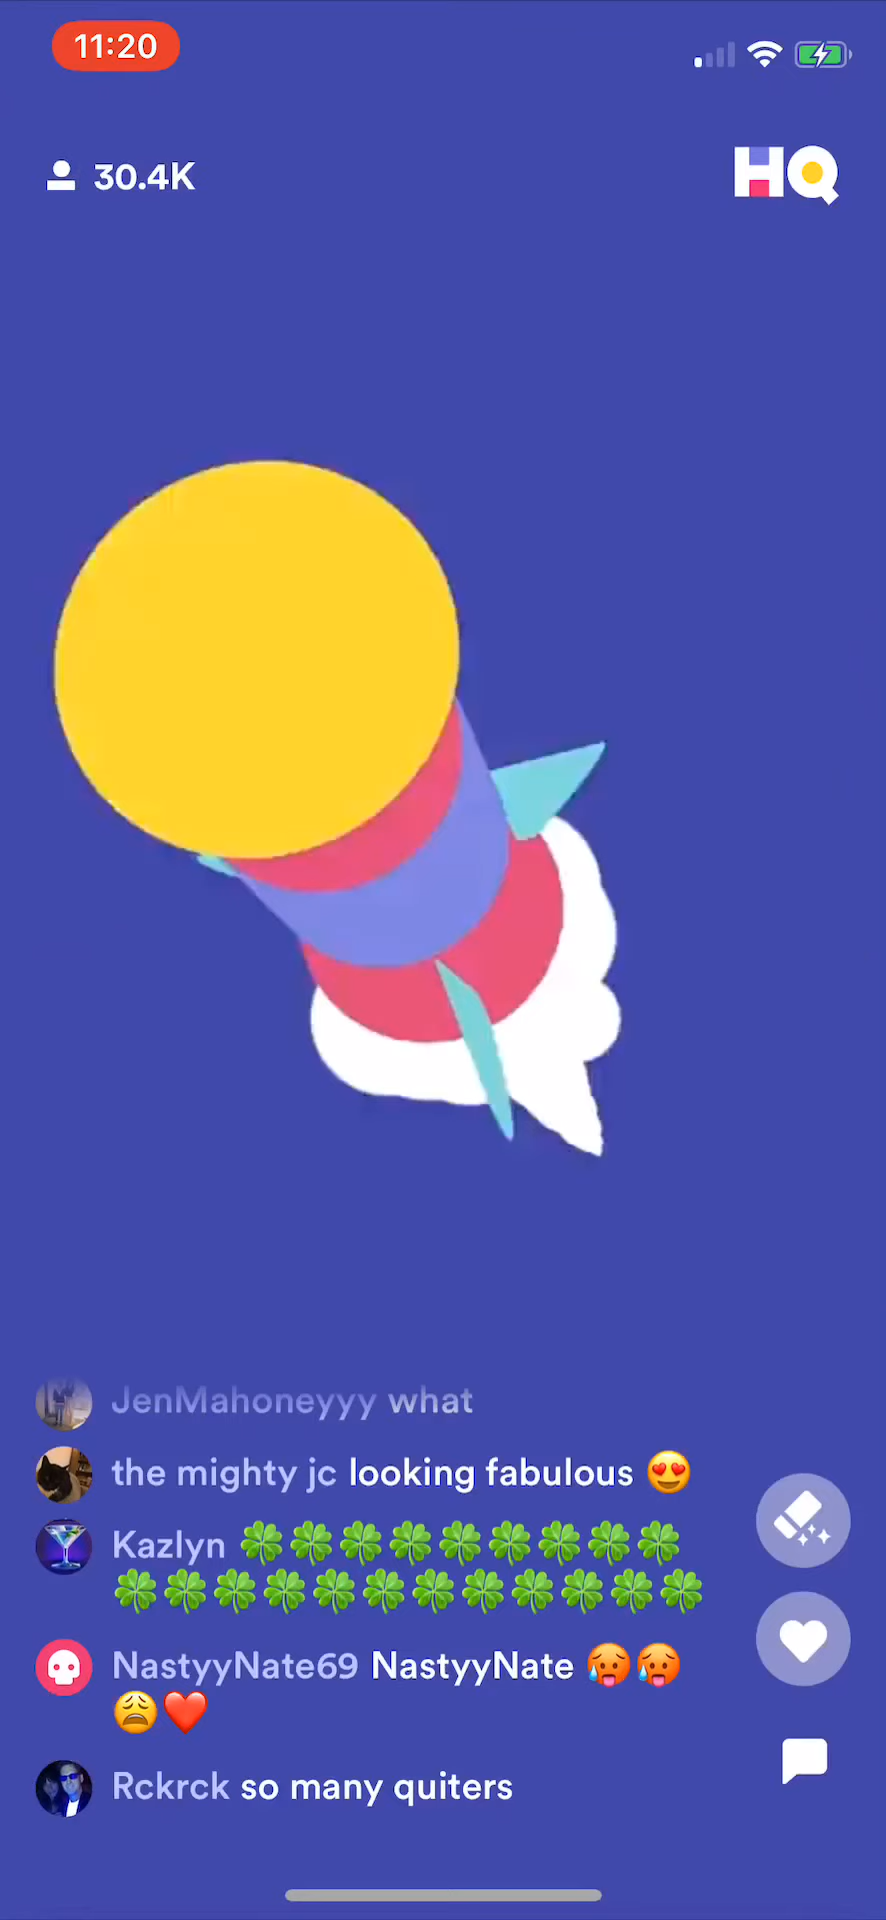 11:20
30.4K
HQ
JenMahoneyyy what
the mighty jc looking fabulous 😍
Kazlyn ☘️☘️☘️☘️☘️☘️☘️☘️☘️
☘️☘️☘️☘️☘️☘️☘️☘️☘️☘️☘️☘️
NastyyNate69 NastyyNate 🥵🥵
😩❤️
Rckrck so many quiters